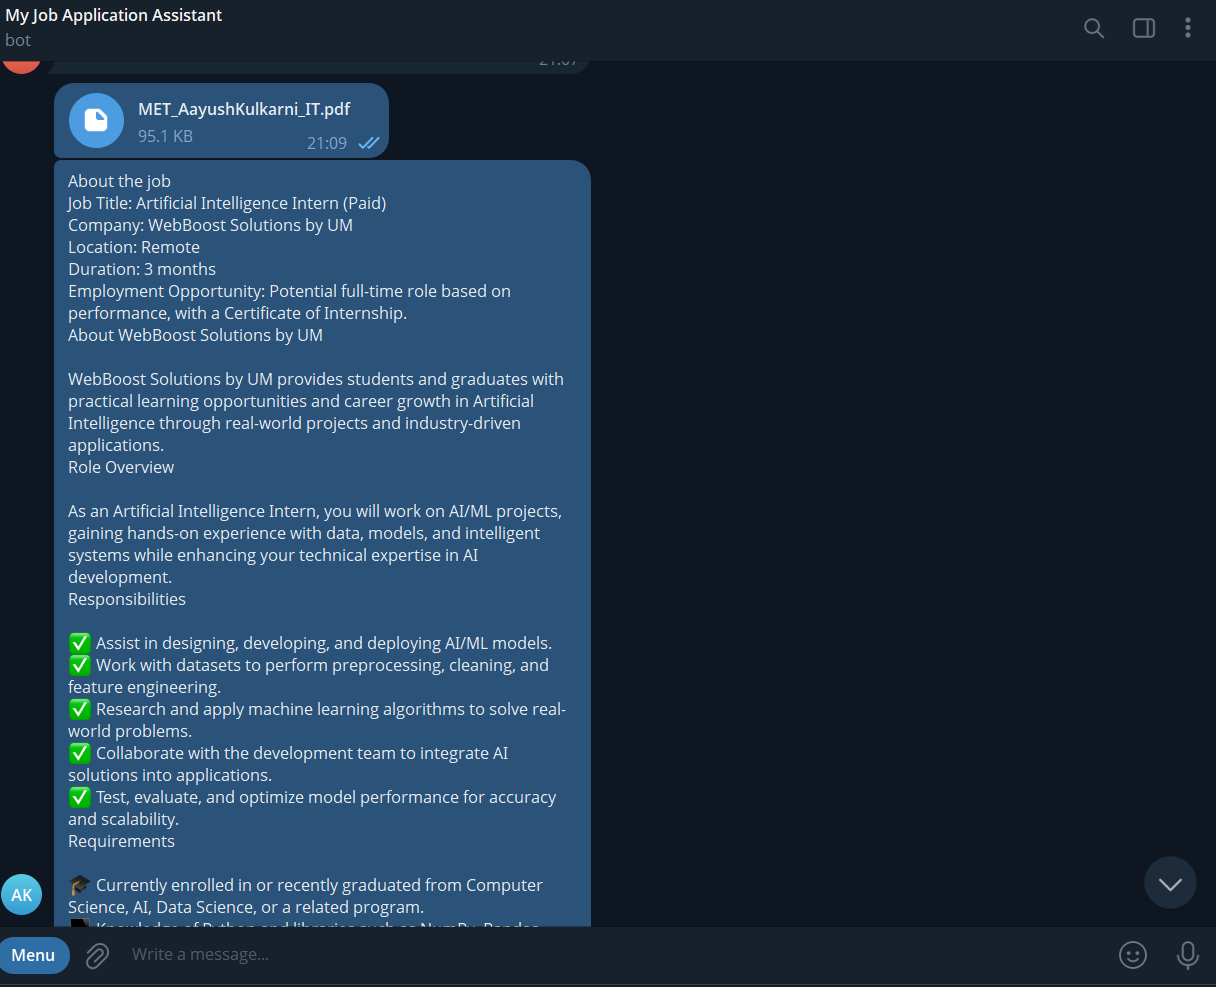 My Job Application Assistant
bot
MET_AayushKulkarni_IT.pdf
95.1 KB
21:09
About the job
Job Title: Artificial Intelligence Intern (Paid)
Company: WebBoost Solutions by UM
Location: Remote
Duration: 3 months
Employment Opportunity: Potential full-time role based on
performance, with a Certificate of Internship.
About WebBoost Solutions by UM
WebBoost Solutions by UM provides students and graduates with
practical learning opportunities and career growth in Artificial
Intelligence through real-world projects and industry-driven
applications.
Role Overview
As an Artificial Intelligence Intern, you will work on AI/ML projects,
gaining hands-on experience with data, models, and intelligent
systems while enhancing your technical expertise in AI
development.
Responsibilities
✅ Assist in designing, developing, and deploying AI/ML models.
✅ Work with datasets to perform preprocessing, cleaning, and
feature engineering.
✅ Research and apply machine learning algorithms to solve real-
world problems.
✅ Collaborate with the development team to integrate AI
solutions into applications.
✅ Test, evaluate, and optimize model performance for accuracy
and scalability.
Requirements
🎓 Currently enrolled in or recently graduated from Computer
Science, AI, Data Science, or a related program.
Knowledge of Python and libraries such as NumPy, Pandas,
AK
Menu
Write a message...